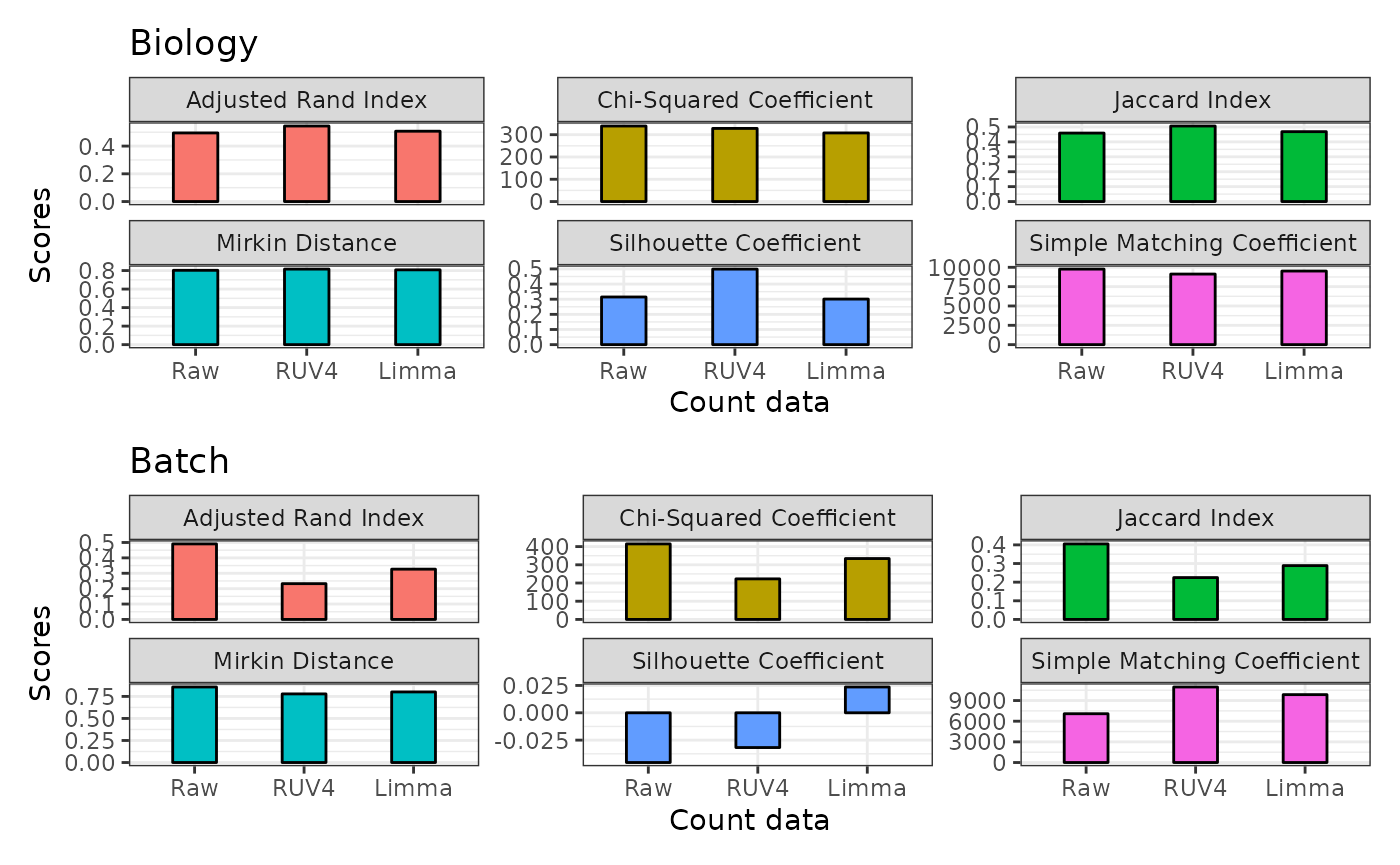 Biology
Adjusted Rand Index
Chi-Squared Coefficient
Jaccard Index
0.4
0.2
0.0
300
200
100
0
0.5
0.4
0.3
0.2
0.1
0.0
Scores
Mirkin Distance
Silhouette Coefficient
Simple Matching Coefficient
0.8
0.6
0.4
0.2
0.0
0.5
0.4
0.3
0.2
0.1
0.0
10000
7500
5000
2500
0
Raw RUV4 Limma
Raw RUV4 Limma
Raw RUV4 Limma
Count data
Batch
Adjusted Rand Index
Chi-Squared Coefficient
Jaccard Index
0.5
0.4
0.3
0.2
0.1
0.0
400
300
200
100
0
0.4
0.3
0.2
0.1
0.0
Scores
Mirkin Distance
Silhouette Coefficient
Simple Matching Coefficient
0.75
0.50
0.25
0.00
0.025
0.000
-0.025
9000
6000
3000
0
Raw RUV4 Limma
Raw RUV4 Limma
Raw RUV4 Limma
Count data